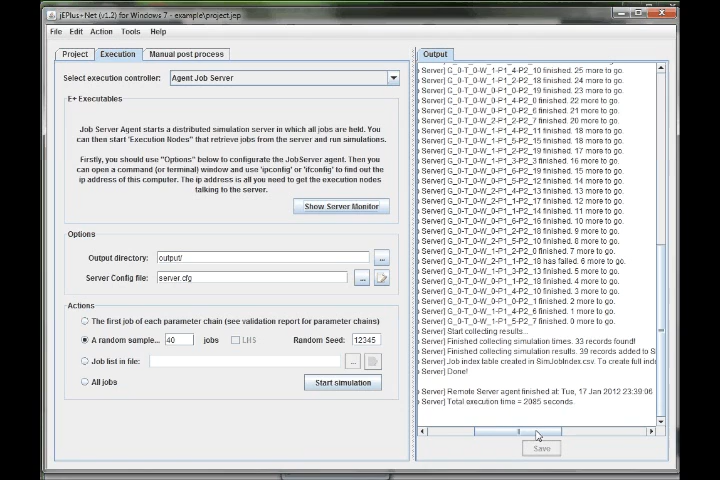 jEPlus+Net (v1.2) for Windows 7 - example\project.jep
File Edit Action Tools Help
Project Execution Manual post process
Select execution controller: Agent Job Server
E+ Executables
Job Server Agent starts a distributed simulation server in which all jobs are held. You
can then start 'Execution Nodes" that retrieve jobs from the server and run simulations.
Firstly, you should use "Options" below to configurate the JobServer agent. Then you
can open a command (or terminal) window and use 'ipconfig' or 'ifconfig' to find out the
ip address of this computer. The ip address is all you need to get the execution nodes
talking to the server.
Show Server Monitor
Options
Output directory: output/ ...
Server Config file: server.cfg ...
Actions
The first job of each parameter chain (see validation report for parameter chains)
A random sample... 40 jobs LHS Random Seed: 12345
Job list in file: ...
All jobs
Start simulation
Output
Server] G_0-T_0-W_1-P1_4-P2_10 finished. 25 more to go.
Server] G_0-T_0-W_1-P1_2-P2_18 finished. 24 more to go.
Server] G_0-T_0-W_0-P1_0-P2_19 finished. 23 more to go.
Server] G_0-T_0-W_2-P1_4-P2_0 finished. 22 more to go.
Server] G_0-T_0-W_0-P1_0-P2_6 finished. 21 more to go.
Server] G_0-T_0-W_2-P1_2-P2_7 finished. 20 more to go.
Server] G_0-T_0-W_2-P1_4-P2_11 finished. 18 more to go.
Server] G_0-T_0-W_1-P1_5-P2_15 finished. 18 more to go.
Server] G_0-T_0-W_2-P1_2-P2_19 finished. 17 more to go.
Server] G_0-T_0-W_2-P1_3-P2_3 finished. 16 more to go.
Server] G_0-T_0-W_0-P1_6-P2_19 finished. 15 more to go.
Server] G_0-T_0-W_0-P1_5-P2_12 finished. 14 more to go.
Server] G_0-T_0-W_2-P1_4-P2_13 finished. 13 more to go.
Server] G_0-T_0-W_2-P1_2-P2_17 finished. 12 more to go.
Server] G_0-T_0-W_2-P1_1-P2_14 finished. 11 more to go.
Server] G_0-T_0-W_0-P1_6-P2_16 finished. 10 more to go.
Server] G_0-T_0-W_0-P1_2-P2_18 finished. 9 more to go.
Server] G_0-T_0-W_2-P1_5-P2_10 finished. 8 more to go.
Server] G_0-T_0-W_1-P1_2-P2_0 finished. 7 more to go.
Server] G_0-T_0-W_2-P1_1-P2_18 has failed. 6 more to go.
Server] G_0-T_0-W_0-P1_3-P2_13 finished. 5 more to go.
Server] G_0-T_0-W_1-P1_2-P2_18 finished. 4 more to go.
Server] G_0-T_0-W_0-P1_4-P2_10 finished. 3 more to go.
Server] G_0-T_0-W_0-P1_0-P2_1 finished. 2 more to go.
Server] G_0-T_0-W_2-P1_4-P2_6 finished. 1 more to go.
Server] G_0-T_0-W_1-P1_5-P2_7 finished. 0 more to go.
Server] Start collecting results...
Server] Finished collecting simulation times. 33 records found!
Server] Finished collecting simulation results. 39 records added to S
Server] Job index table created in SimJobIndex.csv. To create full inde
Server] Done!
Server] Remote Server agent finished at: Tue, 17 Jan 2012 23:39:06
Server] Total execution time = 2085 seconds.
Save